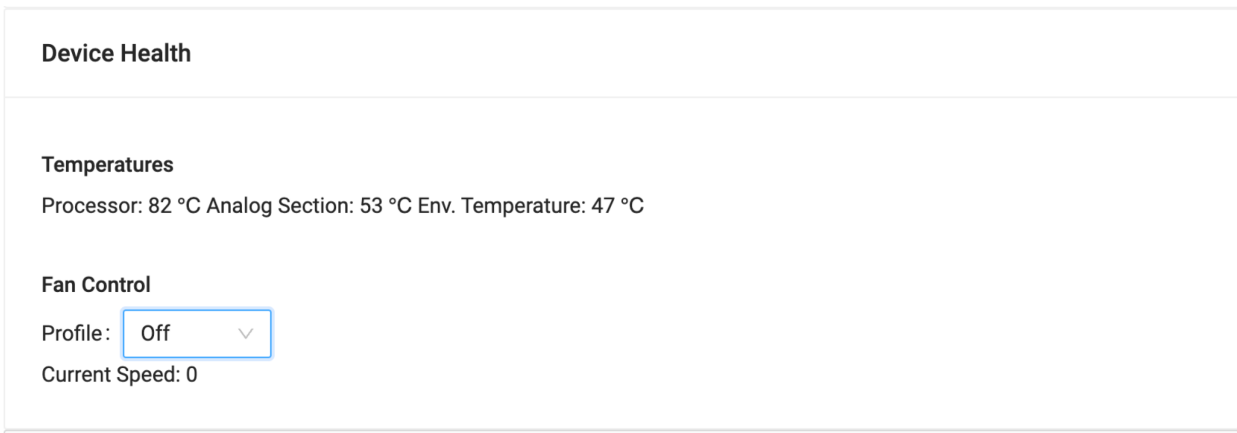 Device Health
Temperatures
Processor: 82 °C Analog Section: 53 °C Env. Temperature: 47 °C
Fan Control
Profile: Off
Current Speed: 0